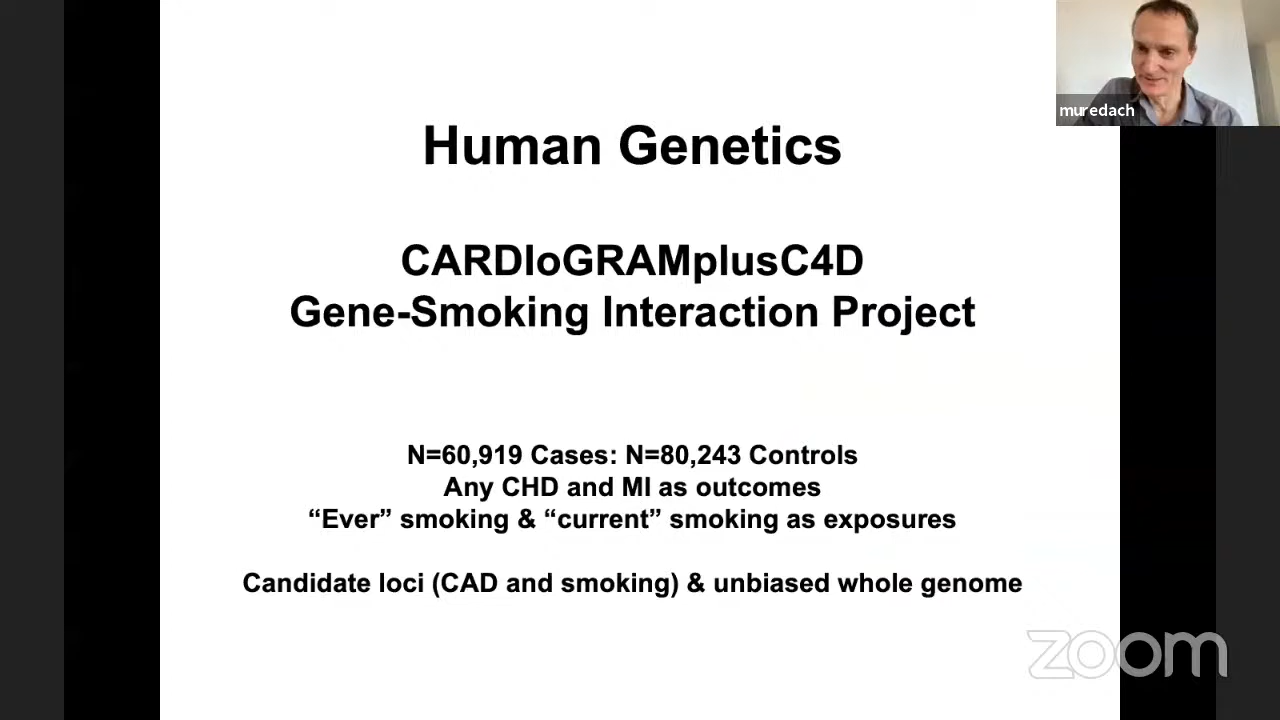 muredach
Human Genetics
CARDIoGRAMplusC4D
Gene-Smoking Interaction Project
N=60,919 Cases: N=80,243 Controls
Any CHD and MI as outcomes
“Ever” smoking & “current” smoking as exposures
Candidate loci (CAD and smoking) & unbiased whole genome
zoom